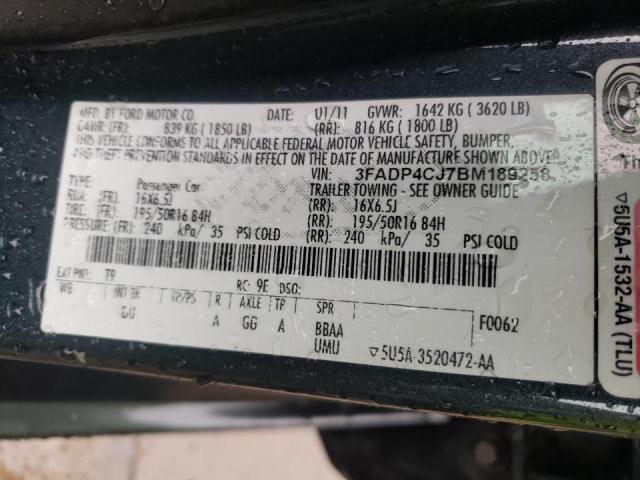 MFD. BY FORD MOTOR CO. DATE: 01/11 GVWR: 1642 KG ( 3620 LB)
GAWR: (FR): 839 KG ( 1850 LB) (RR): 816 KG ( 1800 LB)
THIS VEHICLE CONFORMS TO ALL APPLICABLE FEDERAL MOTOR VEHICLE SAFETY, BUMPER,
AND THEFT PREVENTION STANDARDS IN EFFECT ON THE DATE OF MANUFACTURE SHOWN ABOVE.
VIN: 3FADP4CJ7BM189258
TYPE: Passenger Car TRAILER TOWING - SEE OWNER GUIDE
RIM: (FR) 16X6.5J (RR): 16X6.5J
TIRE: (FR) 195/50R16 84H (RR): 195/50R16 84H
PRESSURE: (FR): 240 kPa/ 35 PSI COLD (RR): 240 kPa/ 35 PSI COLD
EXT PNT: T9 RC: 9E DSO:
WB INT TR TP/PS R AXLE TP SPR
A GG A BBAA F0062
UMU ▽5U5A-3520472-AA
5U5A-1532-AA (TLU)